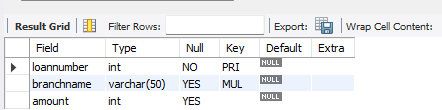 Result Grid Filter Rows: Export: Wrap Cell Content:
Field Type Null Key Default Extra
loannumber int NO PRI NULL
branchname varchar(50) YES MUL NULL
amount int YES NULL